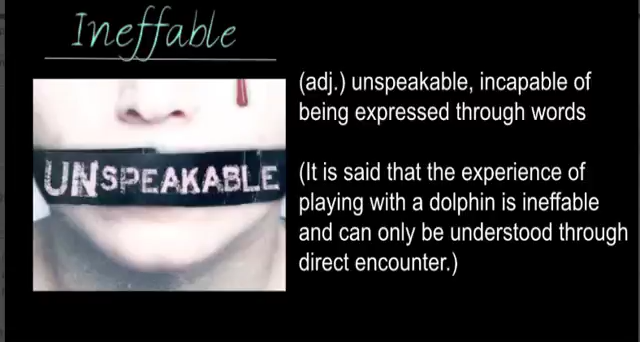 Ineffable
(adj.) unspeakable, incapable of
being expressed through words
UNSPEAKABLE
(It is said that the experience of
playing with a dolphin is ineffable
and can only be understood through
direct encounter.)